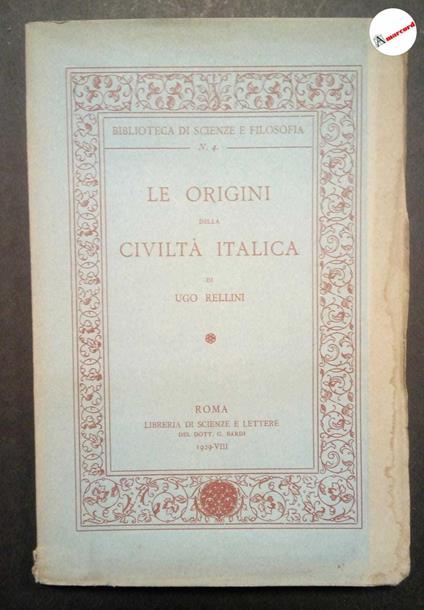 Amarcord
BIBLIOTECA DI SCIENZE E FILOSOFIA
N. 4.
LE ORIGINI
DELLA
CIVILTÀ ITALICA
DI
UGO RELLINI
ROMA
LIBRERIA DI SCIENZE E LETTERE
DEL DOTT. G. BARDI
1929-VIII